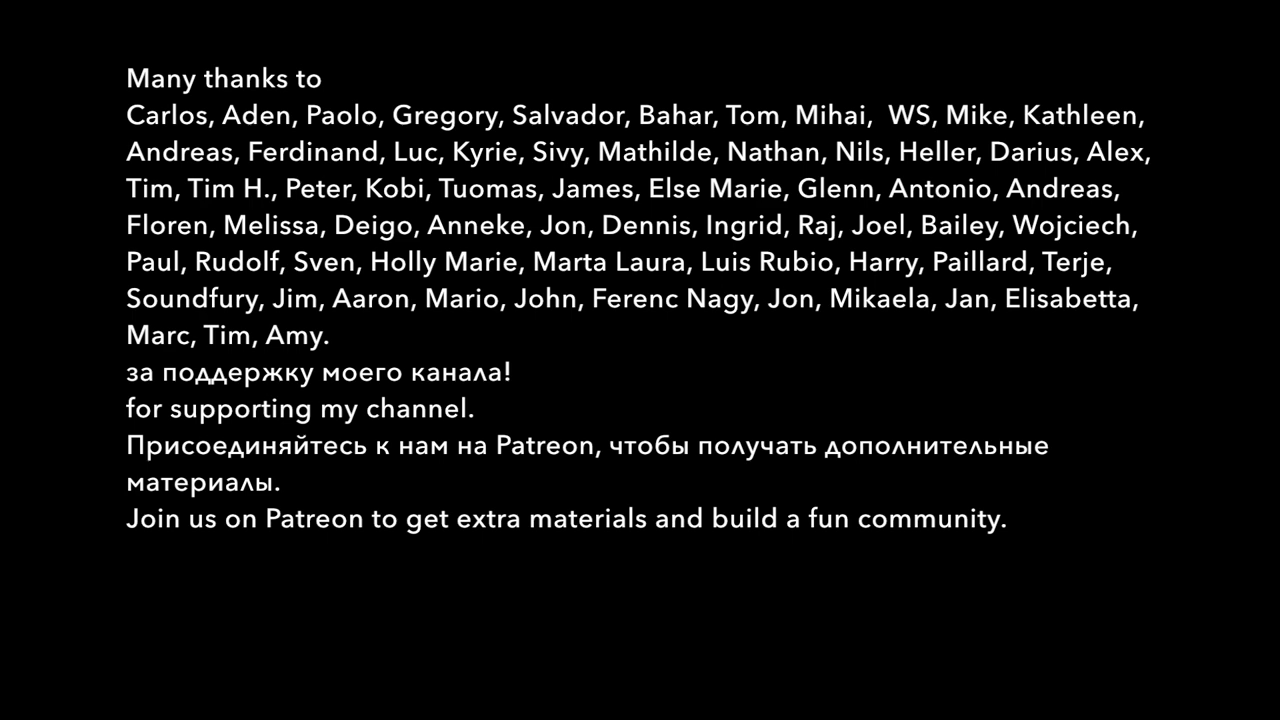 Many thanks to
Carlos, Aden, Paolo, Gregory, Salvador, Bahar, Tom, Mihai,  WS, Mike, Kathleen,
Andreas, Ferdinand, Luc, Kyrie, Sivy, Mathilde, Nathan, Nils, Heller, Darius, Alex,
Tim, Tim H., Peter, Kobi, Tuomas, James, Else Marie, Glenn, Antonio, Andreas,
Floren, Melissa, Deigo, Anneke, Jon, Dennis, Ingrid, Raj, Joel, Bailey, Wojciech,
Paul, Rudolf, Sven, Holly Marie, Marta Laura, Luis Rubio, Harry, Paillard, Terje,
Soundfury, Jim, Aaron, Mario, John, Ferenc Nagy, Jon, Mikaela, Jan, Elisabetta,
Marc, Tim, Amy.
за поддержку моего канала!
for supporting my channel.
Присоединяйтесь к нам на Patreon, чтобы получать дополнительные
материалы.
Join us on Patreon to get extra materials and build a fun community.